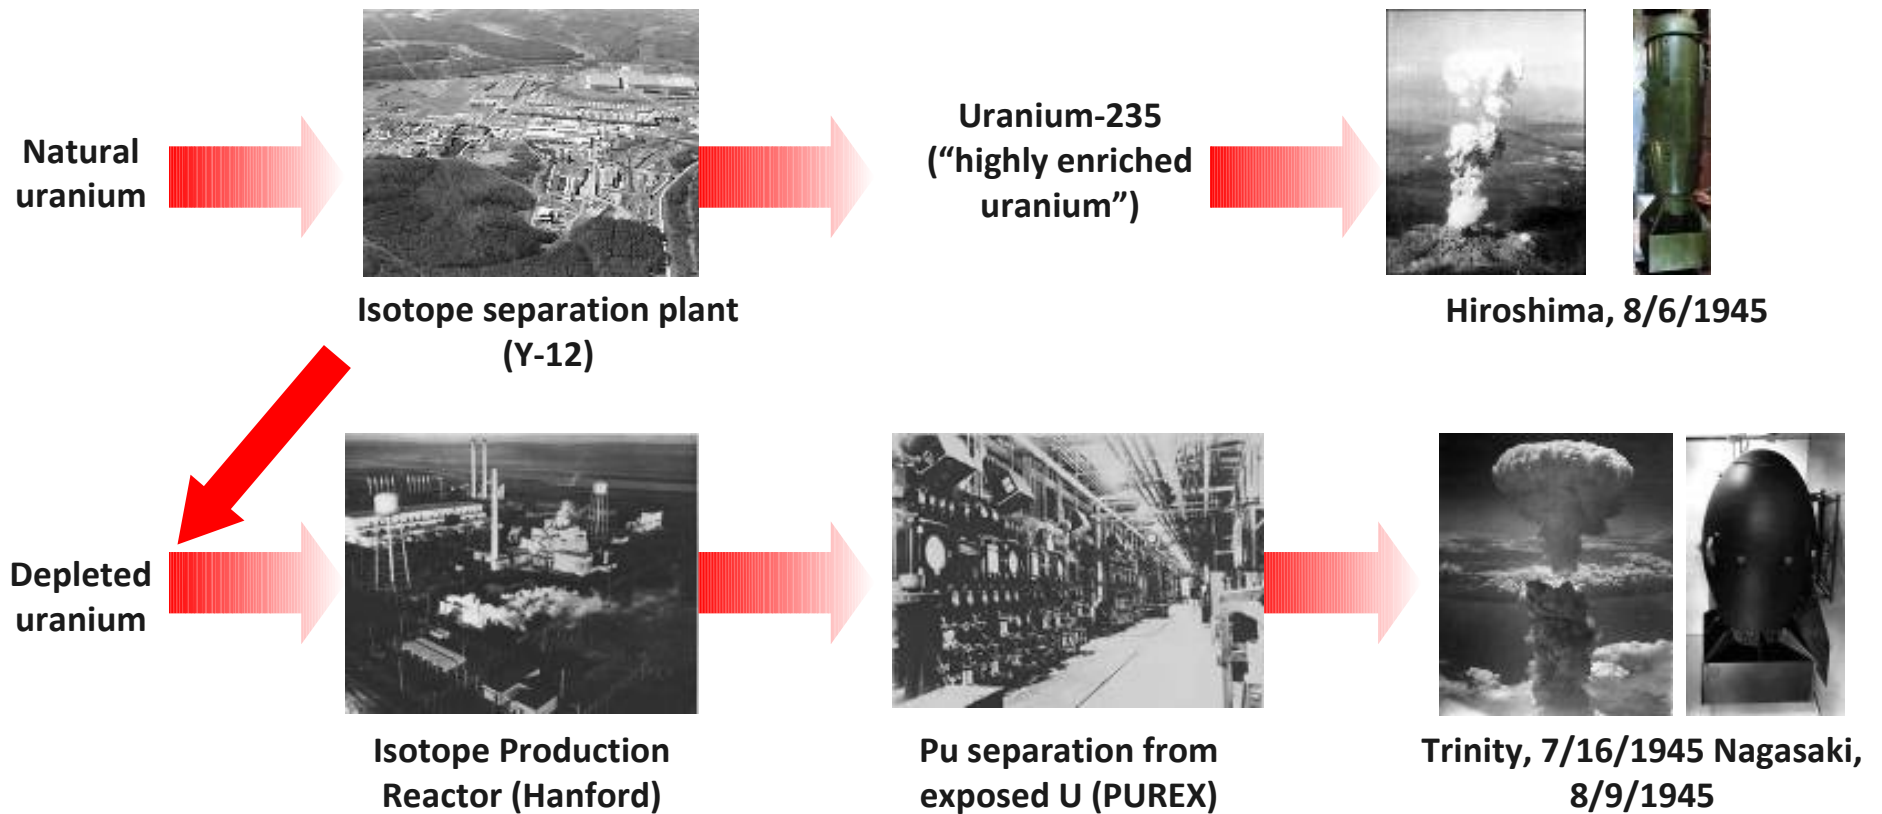 Natural
uranium
Isotope separation plant
(Y-12)
Uranium-235
(“highly enriched
uranium”)
Hiroshima, 8/6/1945
Depleted
uranium
Isotope Production
Reactor (Hanford)
Pu separation from
exposed U (PUREX)
Trinity, 7/16/1945 Nagasaki,
8/9/1945